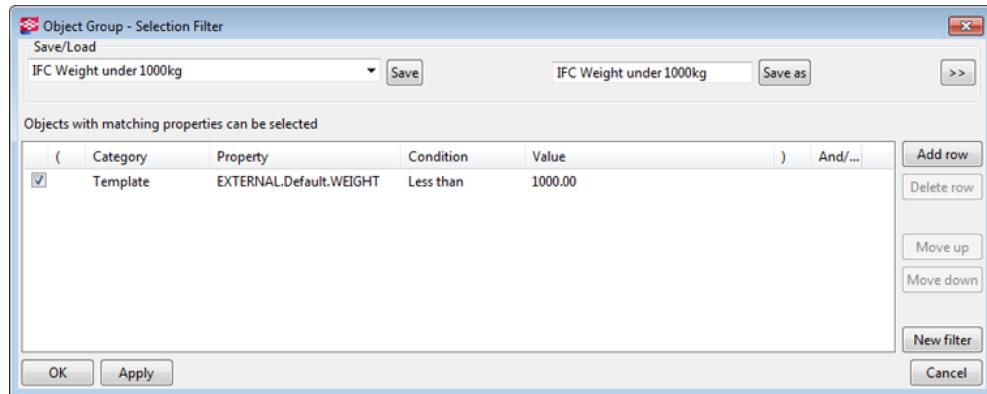 Object Group - Selection Filter
Save/Load
IFC Weight under 1000kg Save IFC Weight under 1000kg Save as >>
Objects with matching properties can be selected
( Category Property Condition Value ) And/... Add row
Template EXTERNAL.Default.WEIGHT Less than 1000.00
Delete row
Move up
Move down
New filter
OK Apply Cancel